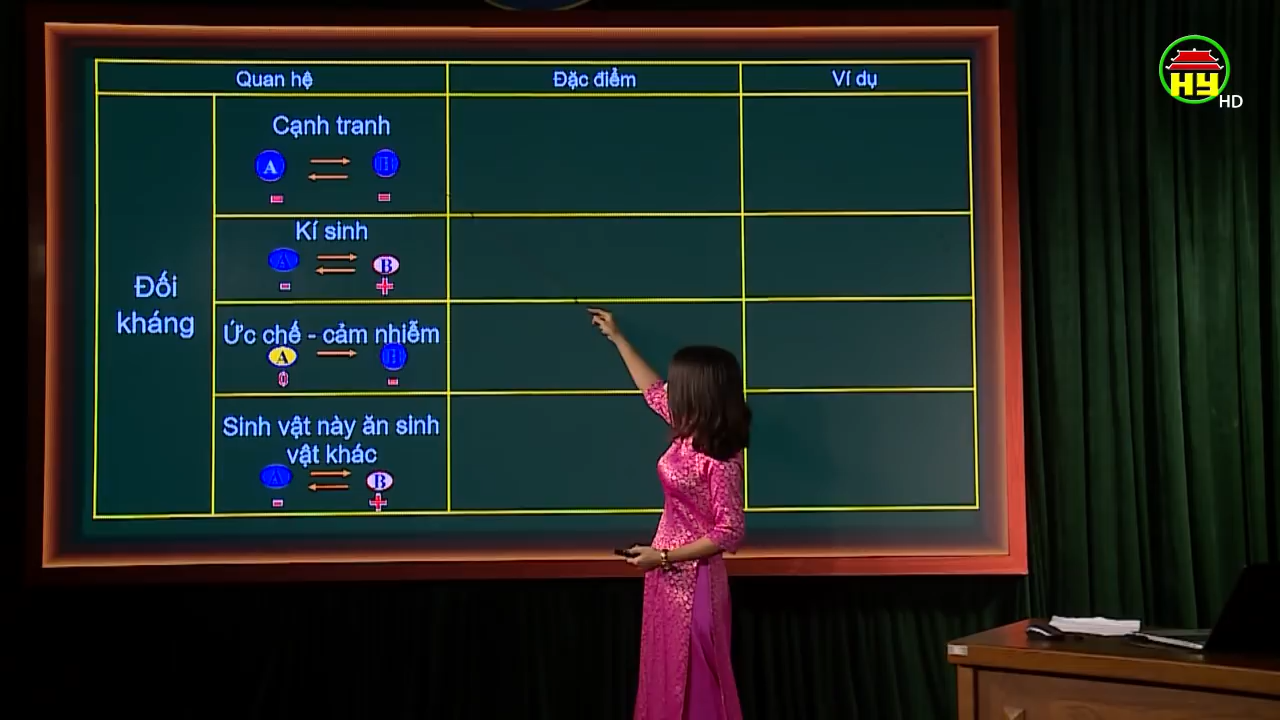 Quan hệ
Đặc điểm
Ví dụ
Đối
kháng
Cạnh tranh
A
B
-
-
Kí sinh
A
B
-
+
Ức chế - cảm nhiễm
A
B
0
-
Sinh vật này ăn sinh
vật khác
A
B
-
+
HY
HD